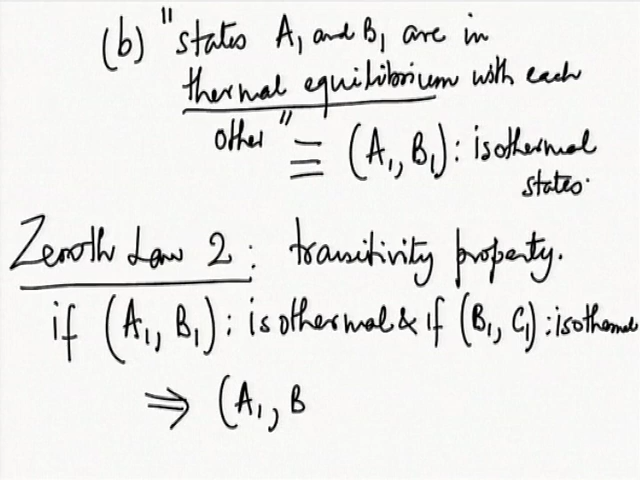 (b) "states A₁ and B₁ are in
thermal equilibrium with each
other" ≡ (A₁, B₁): isothermal
states.
Zeroth Law 2: transitivity property.
if (A₁, B₁): isothermal & if (B₁, C₁): isothermal
⇒ (A₁, B